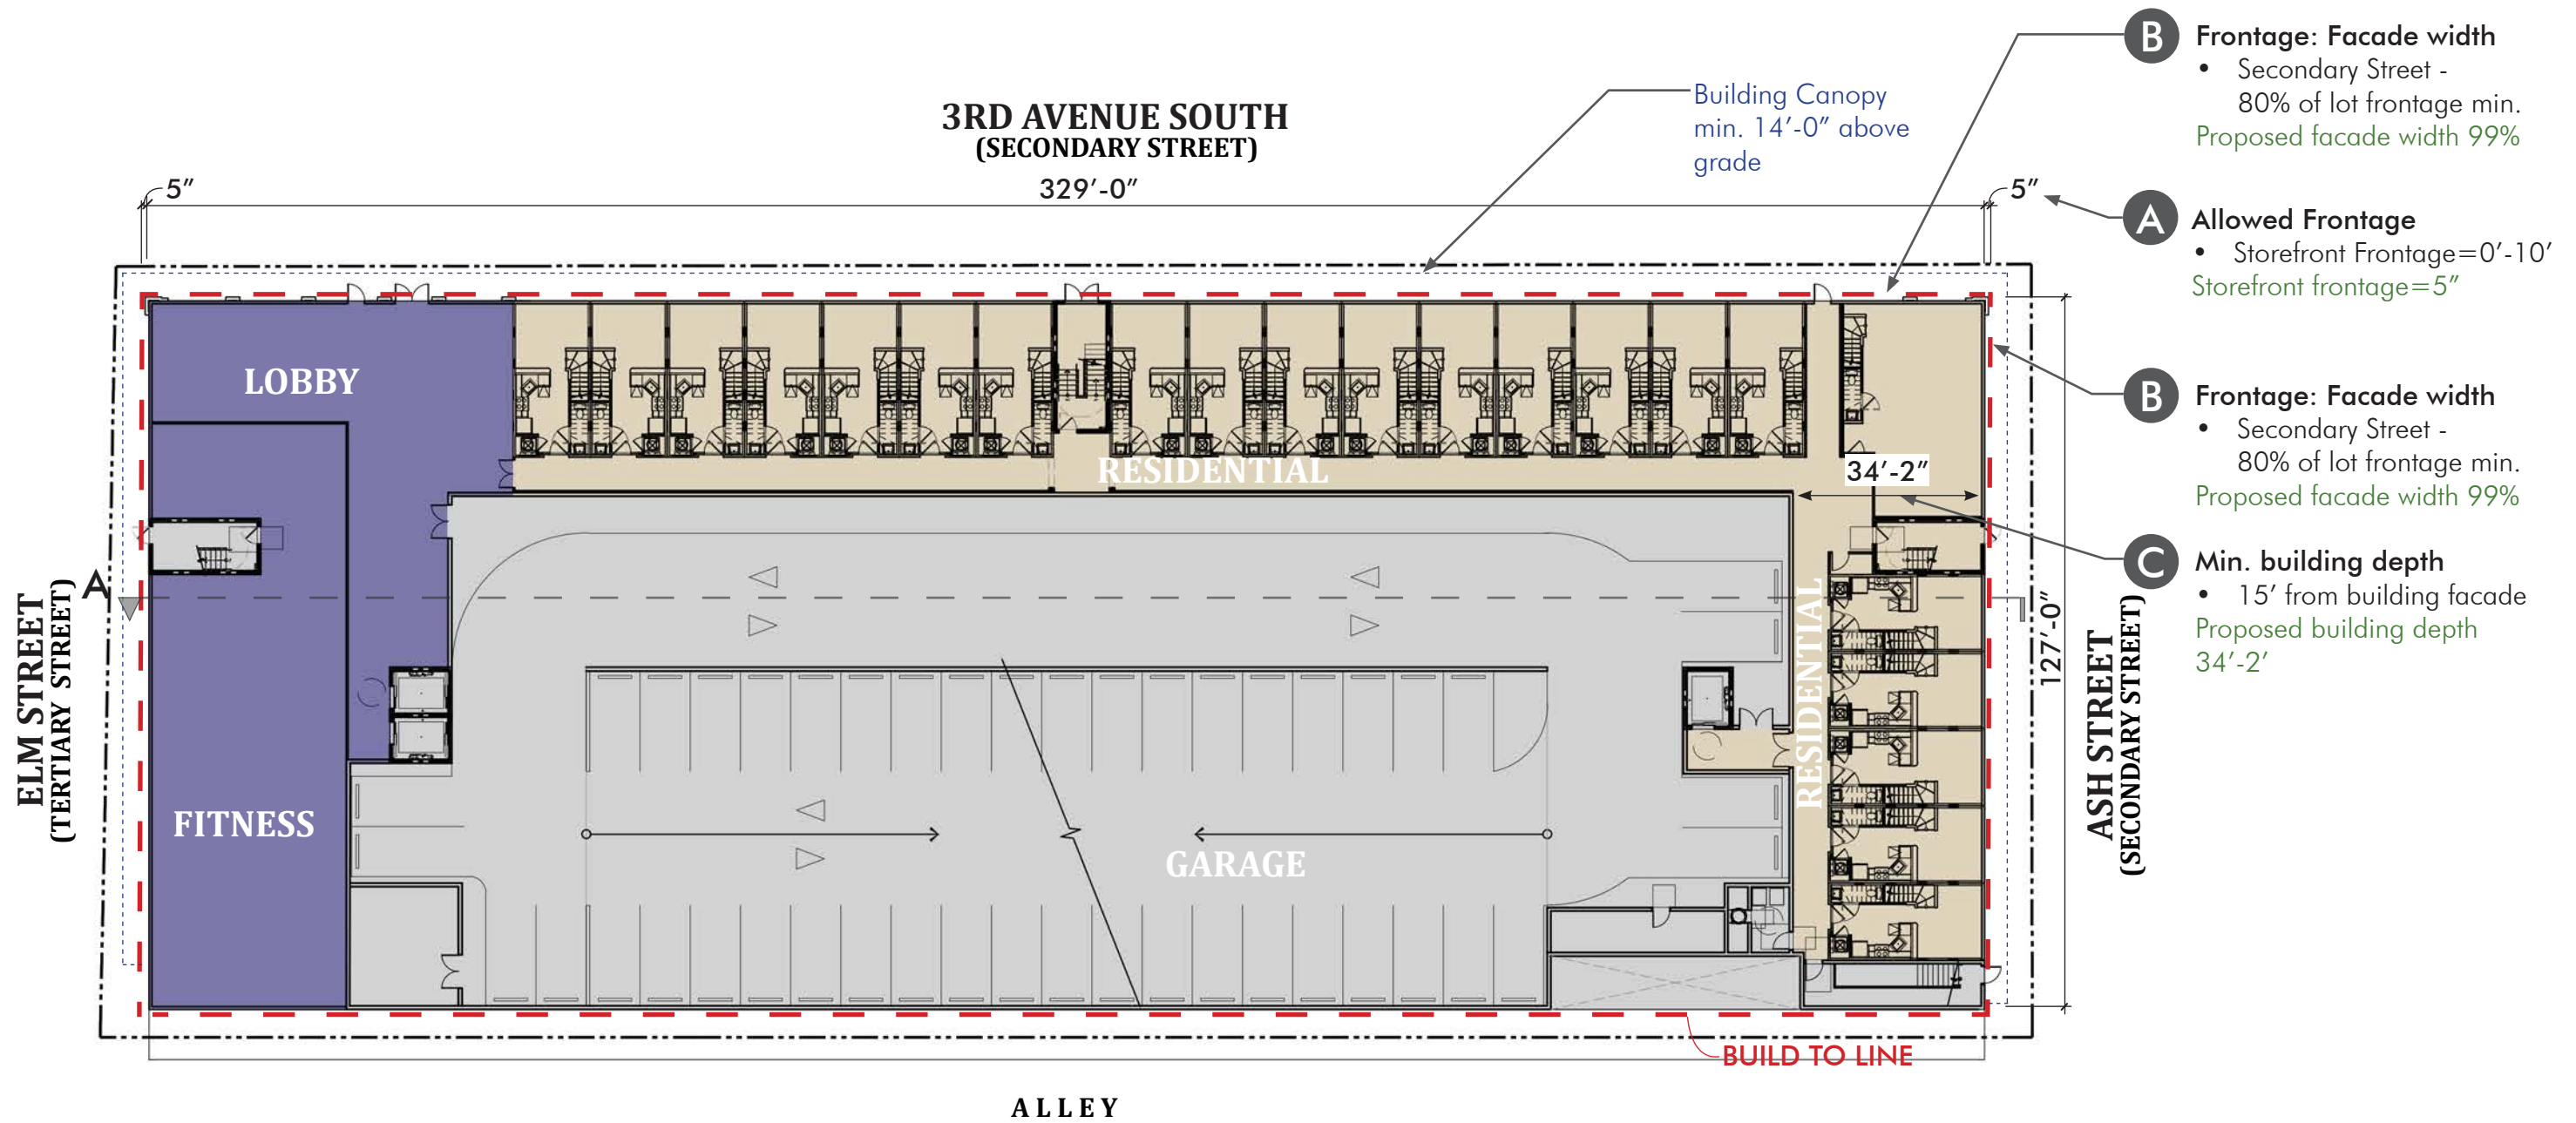 3RD AVENUE SOUTH
(SECONDARY STREET)
5”
329’-0”
5”
Building Canopy
min. 14’-0” above
grade
B
Frontage: Facade width
• Secondary Street -
80% of lot frontage min.
Proposed facade width 99%
A
Allowed Frontage
• Storefront Frontage=0’-10’
Storefront frontage=5”
B
Frontage: Facade width
• Secondary Street -
80% of lot frontage min.
Proposed facade width 99%
C
Min. building depth
• 15’ from building facade
Proposed building depth
34’-2’
LOBBY
RESIDENTIAL
34’-2”
A
ELM STREET
(TERTIARY STREET)
FITNESS
GARAGE
RESIDENTIAL
127’-0”
ASH STREET
(SECONDARY STREET)
BUILD TO LINE
ALLEY